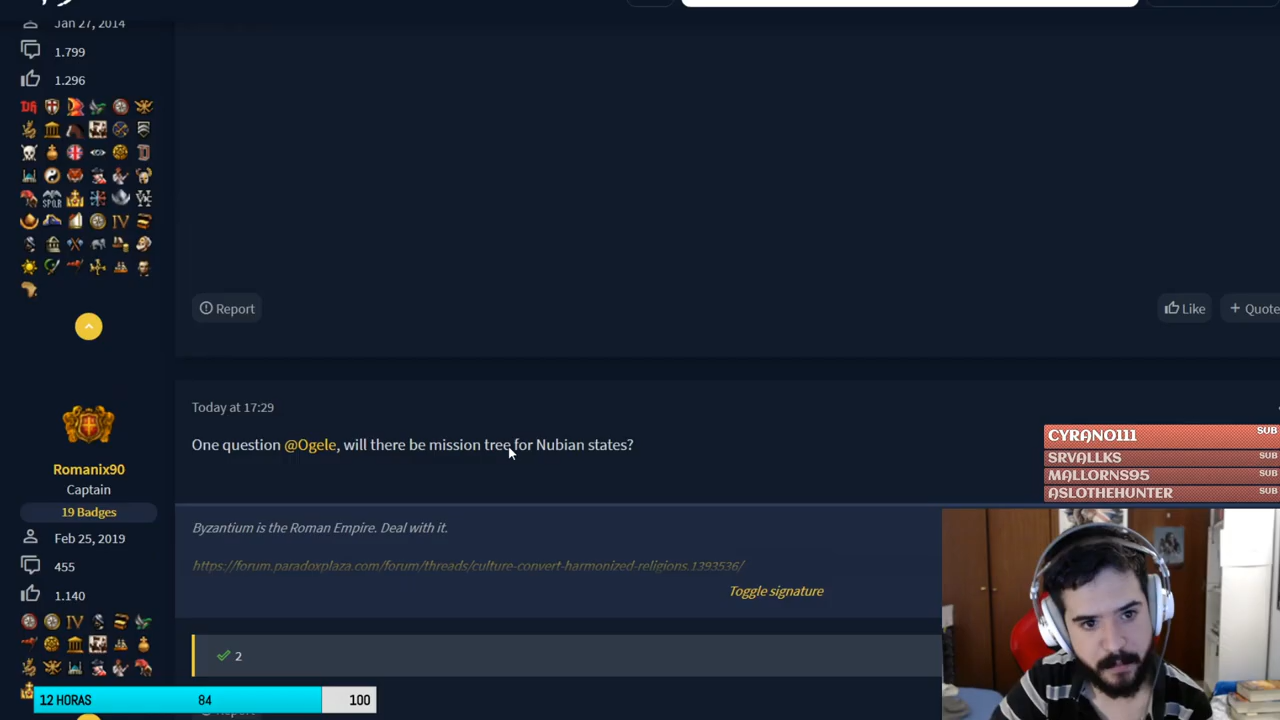 Jan 27, 2014
1.799
1.296
Report
Like
+ Quote
Today at 17:29
One question @Ogele, will there be mission tree for Nubian states?
Romanix90
Captain
19 Badges
Feb 25, 2019
455
1.140
Byzantium is the Roman Empire. Deal with it.
https://forum.paradoxplaza.com/forum/threads/culture-convert-harmonized-religions.1393536/
Toggle signature
2
CYRANO111 SUB
SRVALLKS SUB
MALLORNS95 SUB
ASLOTHEHUNTER SUB
12 HORAS 84 100